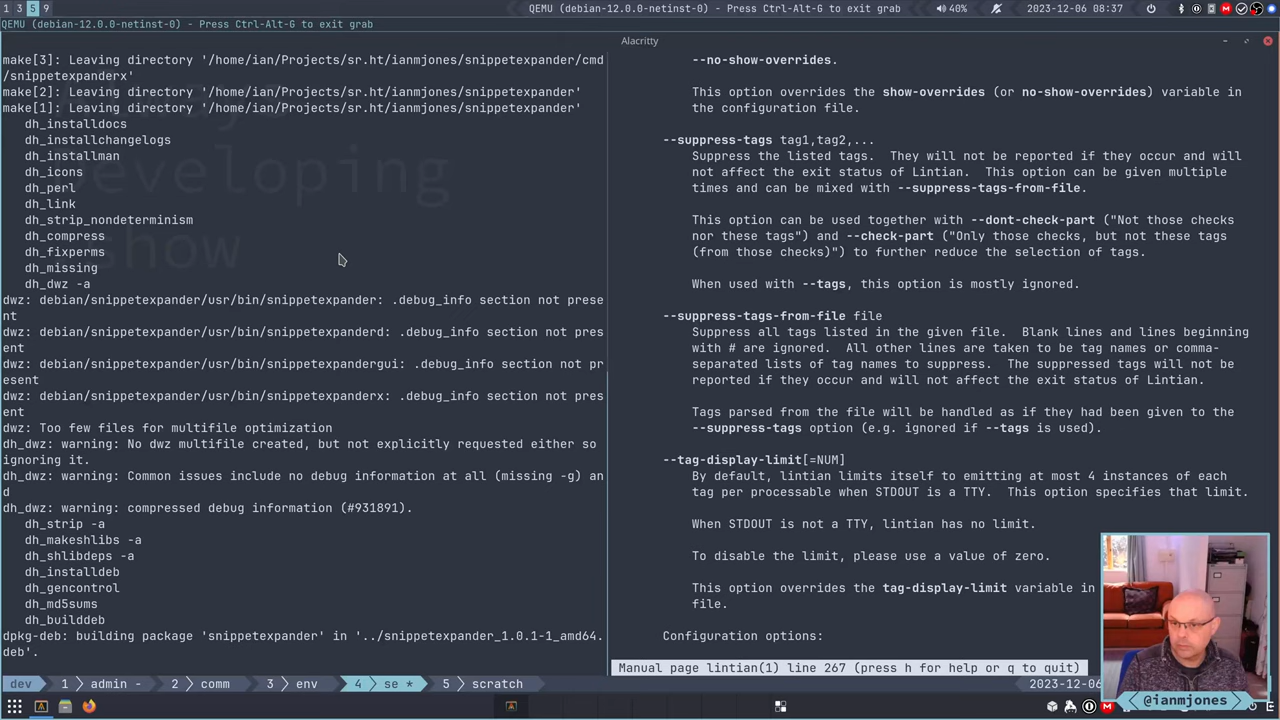 1 3 5 9
QEMU (debian-12.0.0-netinst-0) - Press Ctrl-Alt-G to exit grab
40%
2023-12-06 08:37
QEMU (debian-12.0.0-netinst-0) - Press Ctrl-Alt-G to exit grab
Alacritty
make[3]: Leaving directory '/home/ian/Projects/sr.ht/ianmjones/snippetexpander/cmd
/snippetexpanderx'
make[2]: Leaving directory '/home/ian/Projects/sr.ht/ianmjones/snippetexpander'
make[1]: Leaving directory '/home/ian/Projects/sr.ht/ianmjones/snippetexpander'
dh_installdocs
dh_installchangelogs
dh_installman
dh_icons
dh_perl
dh_link
dh_strip_nondeterminism
dh_compress
dh_fixperms
dh_missing
dh_dwz -a
dwz: debian/snippetexpander/usr/bin/snippetexpander: .debug_info section not prese
nt
dwz: debian/snippetexpander/usr/bin/snippetexpanderd: .debug_info section not pres
ent
dwz: debian/snippetexpander/usr/bin/snippetexpandergui: .debug_info section not pr
esent
dwz: debian/snippetexpander/usr/bin/snippetexpanderx: .debug_info section not pres
ent
dwz: Too few files for multifile optimization
dh_dwz: warning: No dwz multifile created, but not explicitly requested either so
ignoring it.
dh_dwz: warning: Common issues include no debug information at all (missing -g) an
d
dh_dwz: warning: compressed debug information (#931891).
dh_strip -a
dh_makeshlibs -a
dh_shlibdeps -a
dh_installdeb
dh_gencontrol
dh_md5sums
dh_builddeb
dpkg-deb: building package 'snippetexpander' in '../snippetexpander_1.0.1-1_amd64.
deb'.
developing
show
--no-show-overrides.
This option overrides the show-overrides (or no-show-overrides) variable in
the configuration file.
--suppress-tags tag1,tag2,...
Suppress the listed tags. They will not be reported if they occur and will
not affect the exit status of Lintian. This option can be given multiple
times and can be mixed with --suppress-tags-from-file.
This option can be used together with --dont-check-part ("Not those checks
nor these tags") and --check-part ("Only those checks, but not these tags
(from those checks)") to further reduce the selection of tags.
When used with --tags, this option is mostly ignored.
--suppress-tags-from-file file
Suppress all tags listed in the given file. Blank lines and lines beginning
with # are ignored. All other lines are taken to be tag names or comma-
separated lists of tag names to suppress. The suppressed tags will not be
reported if they occur and will not affect the exit status of Lintian.
Tags parsed from the file will be handled as if they had been given to the
--suppress-tags option (e.g. ignored if --tags is used).
--tag-display-limit[=NUM]
By default, lintian limits itself to emitting at most 4 instances of each
tag per processable when STDOUT is a TTY. This option specifies that limit.
When STDOUT is not a TTY, lintian has no limit.
To disable the limit, please use a value of zero.
This option overrides the tag-display-limit variable in
file.
Configuration options:
Manual page lintian(1) line 267 (press h for help or q to quit)
dev 1 admin - 2 comm 3 env 4 se * 5 scratch
2023-12-06
@ianmjones